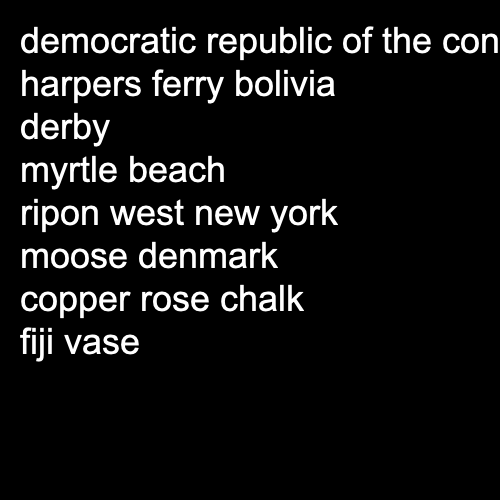 democratic republic of the con
harpers ferry bolivia
derby
myrtle beach
ripon west new york
moose denmark
copper rose chalk
fiji vase